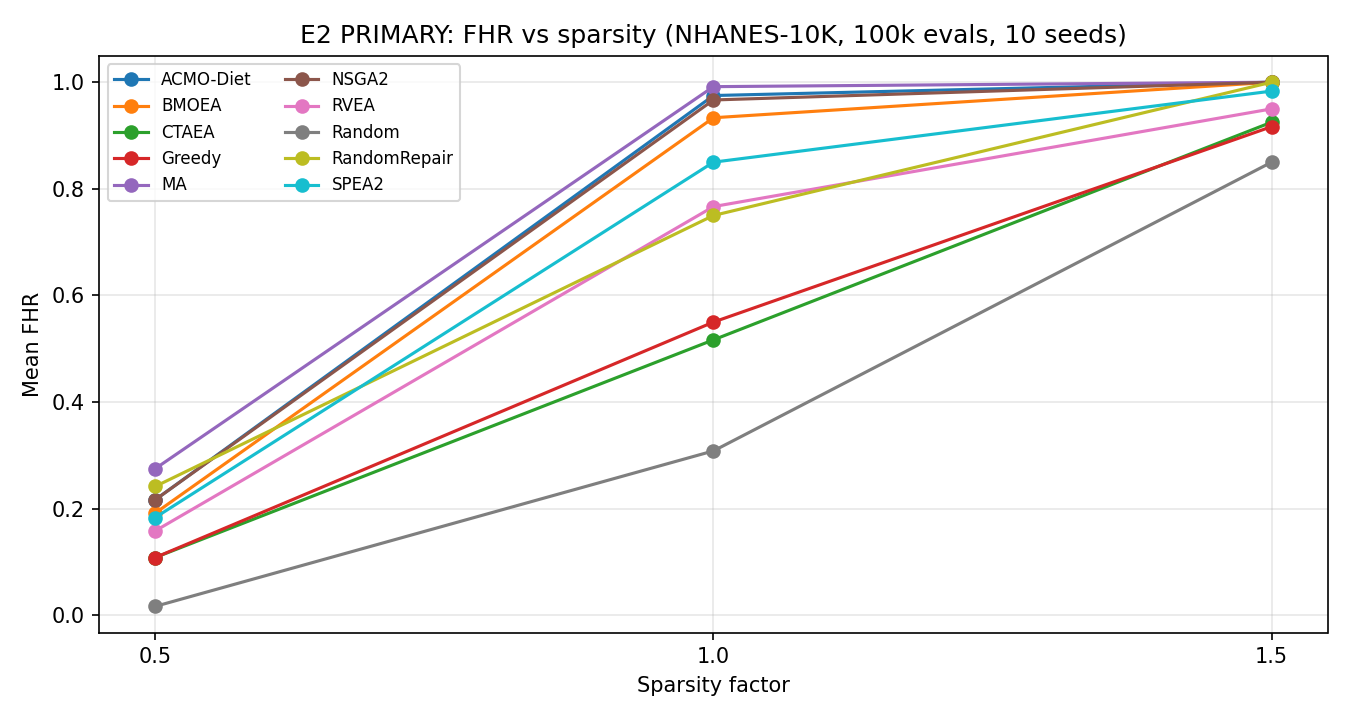 E2 PRIMARY: FHR vs sparsity (NHANES-10K, 100k evals, 10 seeds)
ACMO-Diet
BMOEA
CTAEA
Greedy
MA
NSGA2
RVEA
Random
RandomRepair
SPEA2
Mean FHR
1.0
0.8
0.6
0.4
0.2
0.0
0.5
1.0
1.5
Sparsity factor